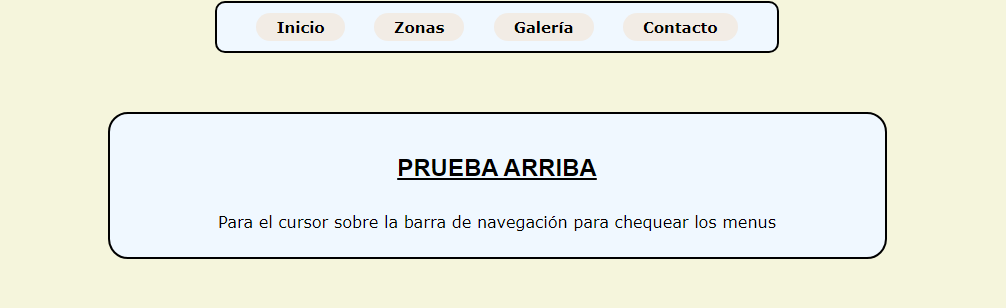 Inicio Zonas Galería Contacto
PRUEBA ARRIBA
Para el cursor sobre la barra de navegación para chequear los menus